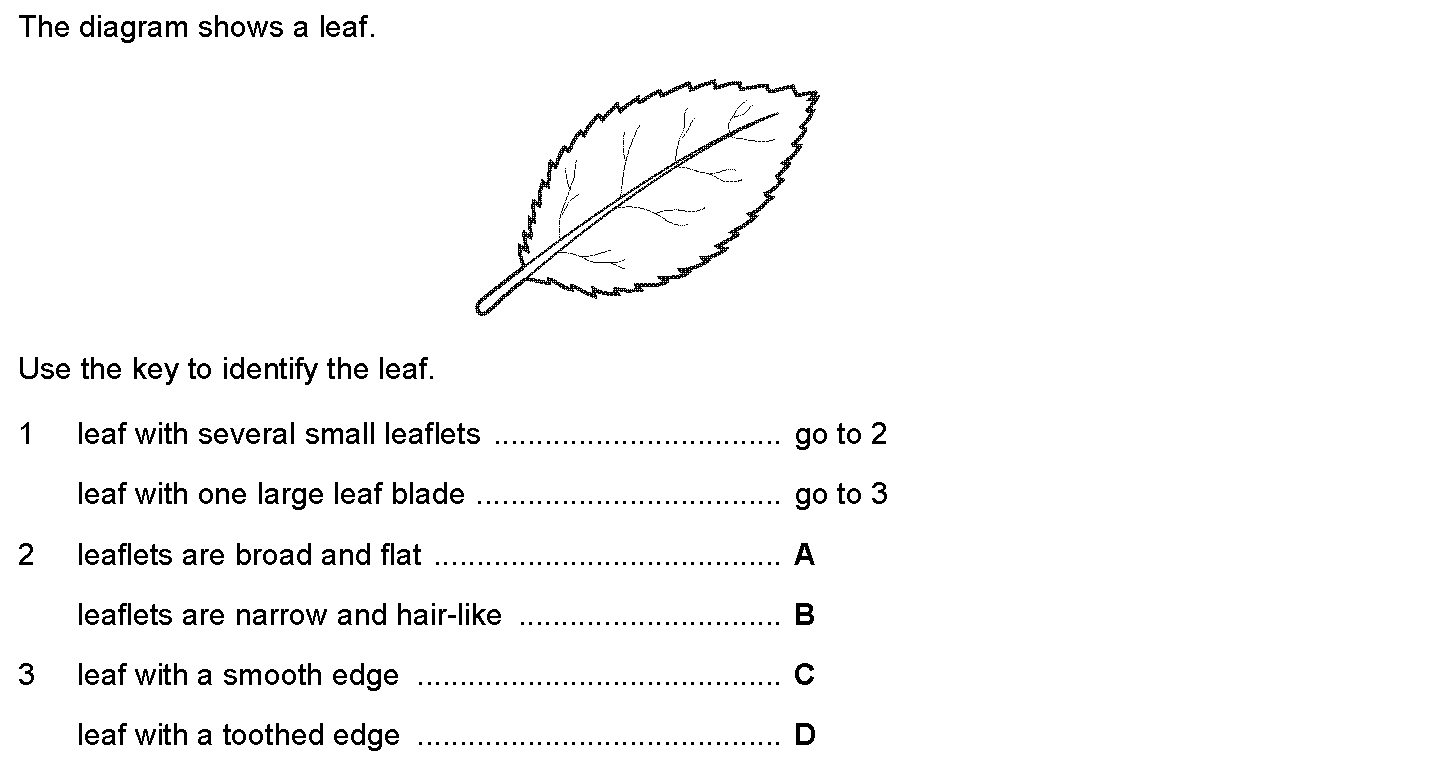 The diagram shows a leaf.
Use the key to identify the leaf.
1 leaf with several small leaflets .................................. go to 2
leaf with one large leaf blade .................................... go to 3
2 leaflets are broad and flat ......................................... A
leaflets are narrow and hair-like ............................... B
3 leaf with a smooth edge ........................................... C
leaf with a toothed edge ........................................... D